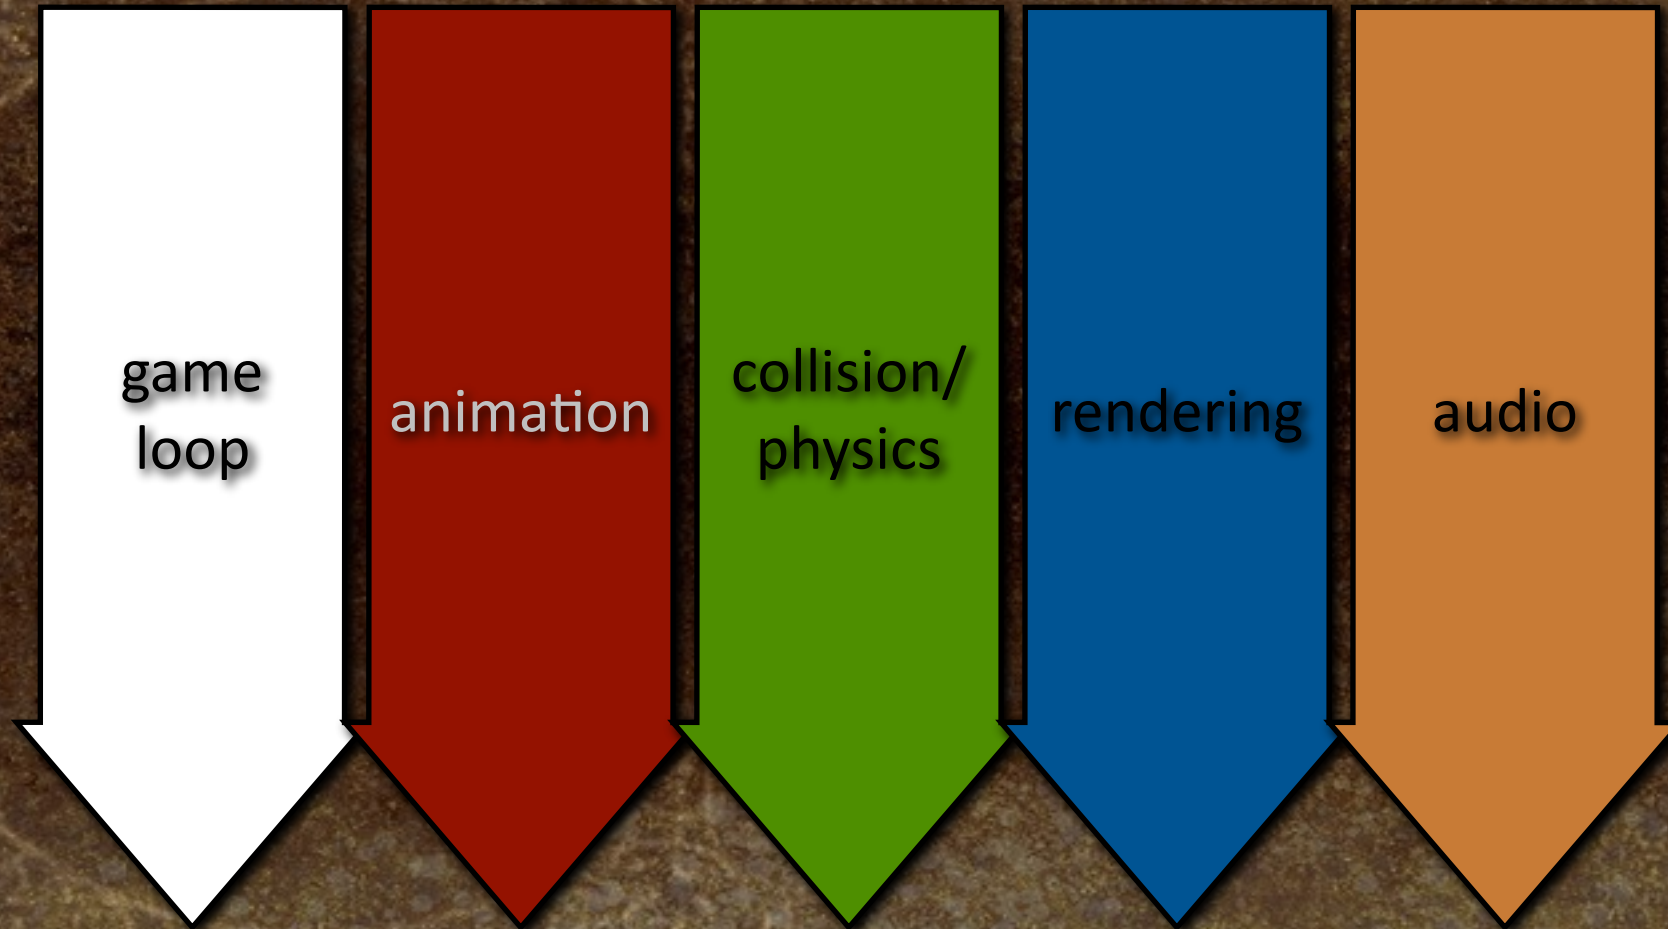 game
loop
animation
collision/
physics
rendering
audio